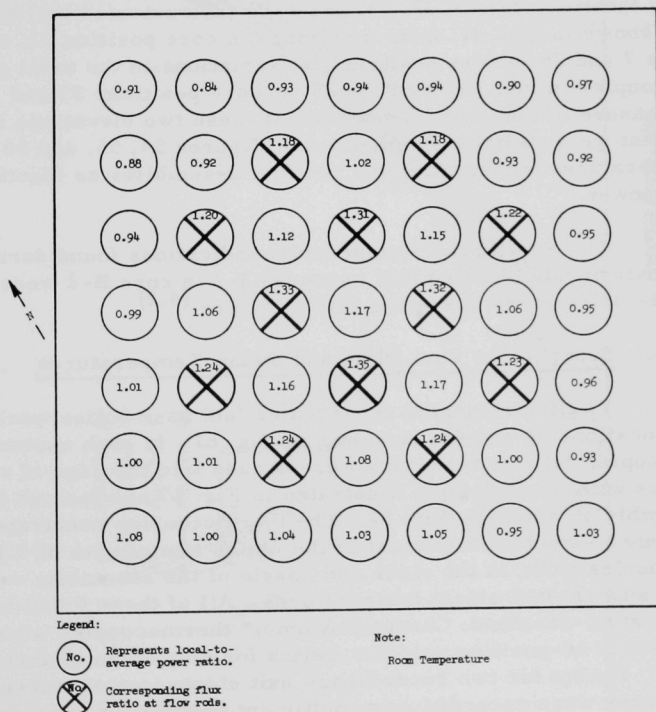 0.91 0.84 0.93 0.94 0.94 0.90 0.97
0.88 0.92 1.18 1.02 1.18 0.93 0.92
0.94 1.20 1.12 1.31 1.15 1.22 0.95
0.99 1.06 1.33 1.17 1.32 1.06 0.95
N
1.01 1.24 1.16 1.35 1.17 1.23 0.96
1.00 1.01 1.24 1.08 1.24 1.00 0.93
1.08 1.00 1.04 1.03 1.05 0.95 1.03
Legend:
No. Represents local-to-
average power ratio.
No. Corresponding flux
ratio at flow rods.
Note:
Room Temperature